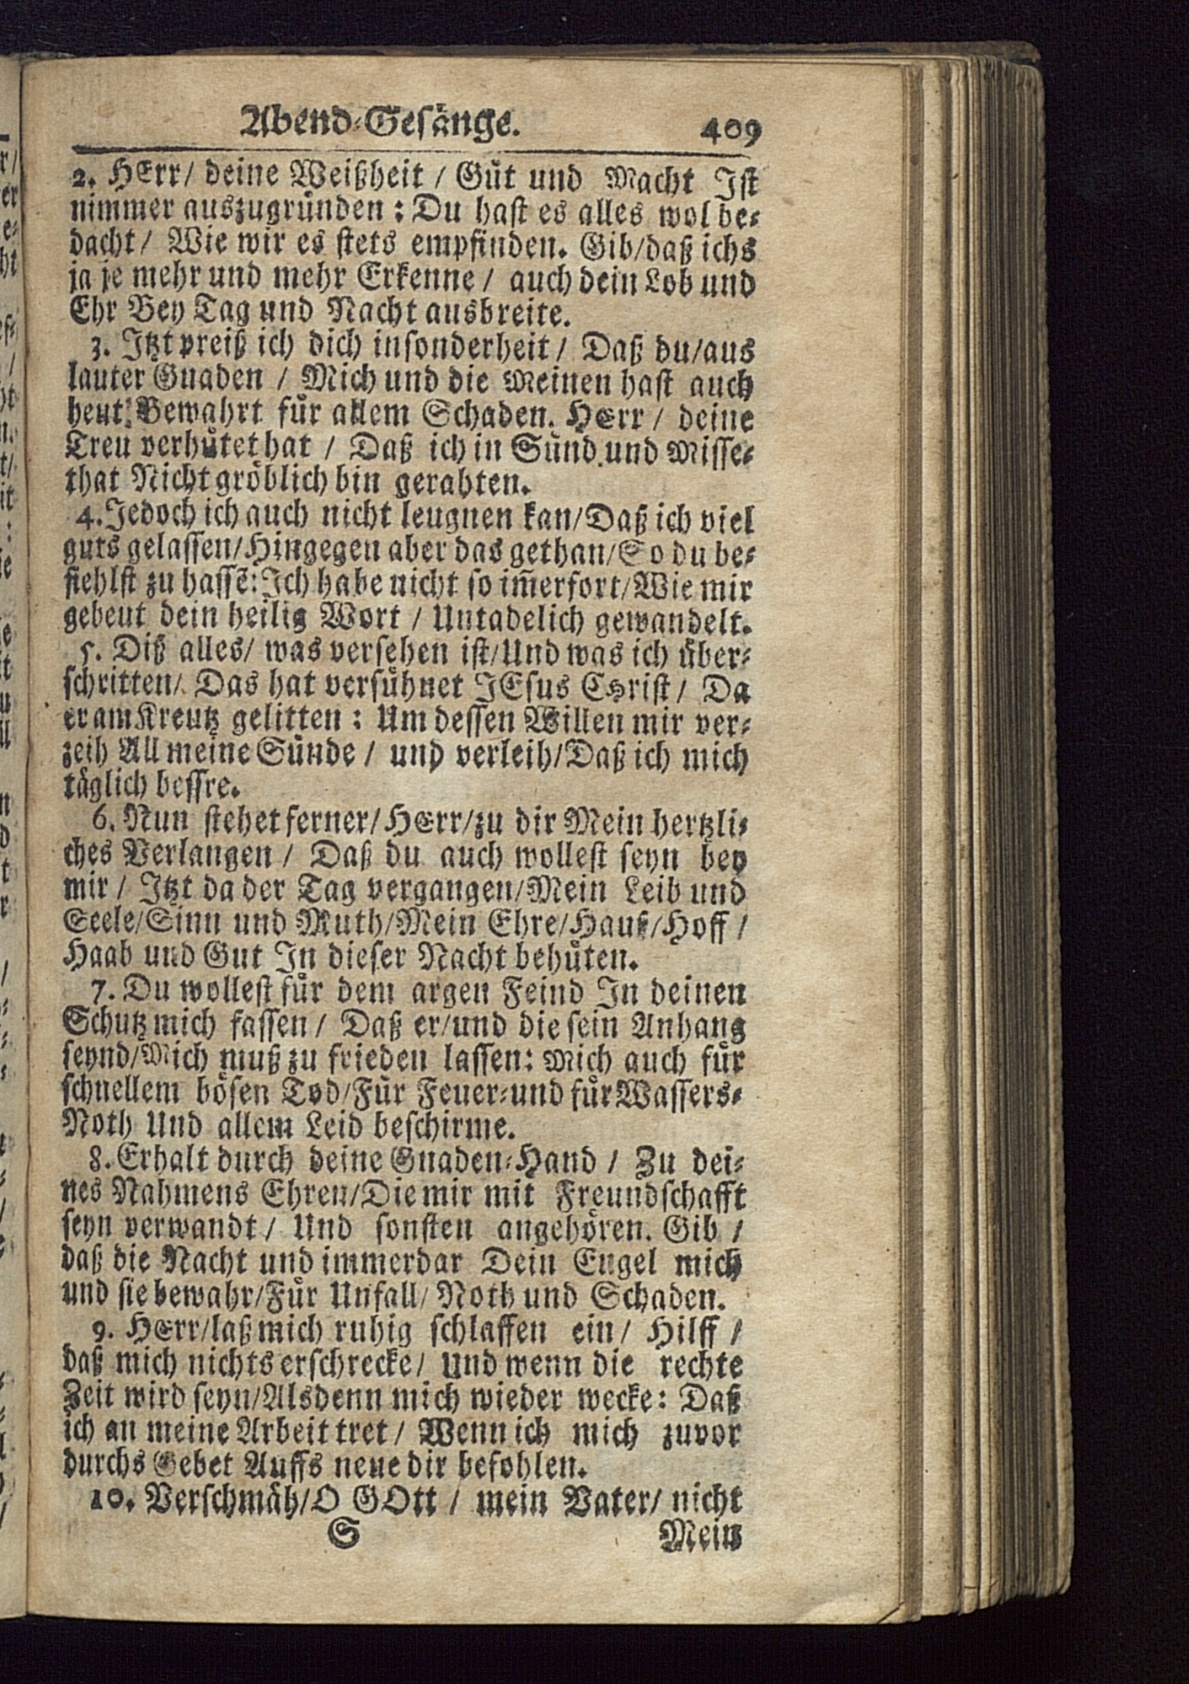 Abend-Gesänge. 409
2. HErr/ deine Weißheit / Güt und Macht Ist
nimmer auszugründen: Du hast es alles wol be-
dacht/ Wie wir es stets empfinden. Gib/daß ichs
ja je mehr und mehr Erkenne / auch dein Lob und
Ehr Bey Tag und Nacht ausbreite.
3. Itzt preiß ich dich insonderheit/ Daß du/aus
lauter Gnaden / Mich und die Meinen hast auch
heut Bewahrt für allem Schaden. HErr / deine
Treu verhütet hat / Daß ich in Sünd und Misse-
that Nicht gröblich bin gerahten.
4. Jedoch ich auch nicht leugnen kan/Daß ich viel
guts gelassen/Hingegen aber das gethan/So du be-
fiehlst zu hassē: Ich habe nicht so im̄erfort/Wie mir
gebeut dein heilig Wort / Untadelich gewandelt.
5. Diß alles/ was versehen ist/Und was ich über-
schritten/ Das hat versühnet JEsus Christ/ Da
er am Kreutz gelitten: Um dessen Willen mir ver-
zeih All meine Sünde / und verleih/Daß ich mich
täglich bessre.
6. Nun stehet ferner/HErr/zu dir Mein hertzli-
ches Verlangen / Daß du auch wollest seyn bey
mir / Itzt da der Tag vergangen/Mein Leib und
Seele/Sinn und Muth/Mein Ehre/Hauß/Hoff /
Haab und Gut In dieser Nacht behüten.
7. Du wollest für dem argen Feind In deinen
Schutz mich fassen / Daß er/und die sein Anhang
seynd/Mich muß zu frieden lassen: Mich auch für
schnellem bösen Tod/Für Feuer-und für Wassers-
Noth Und allem Leid beschirme.
8. Erhalt durch deine Gnaden-Hand / Zu dei-
nes Nahmens Ehren/Die mir mit Freundschafft
seyn verwandt / Und sonsten angehören. Gib /
daß die Nacht und immerdar Dein Engel mich
und sie bewahr/Für Unfall/ Noth und Schaden.
9. HErr/laß mich ruhig schlaffen ein/ Hilff /
daß mich nichts erschrecke/ Und wenn die rechte
Zeit wird seyn/Alsdenn mich wieder wecke: Daß
ich an meine Arbeit tret / Wenn ich mich zuvor
durchs Gebet Auffs neue dir befohlen.
10. Verschmäh/O GOtt / mein Vater/ nicht
S Mein